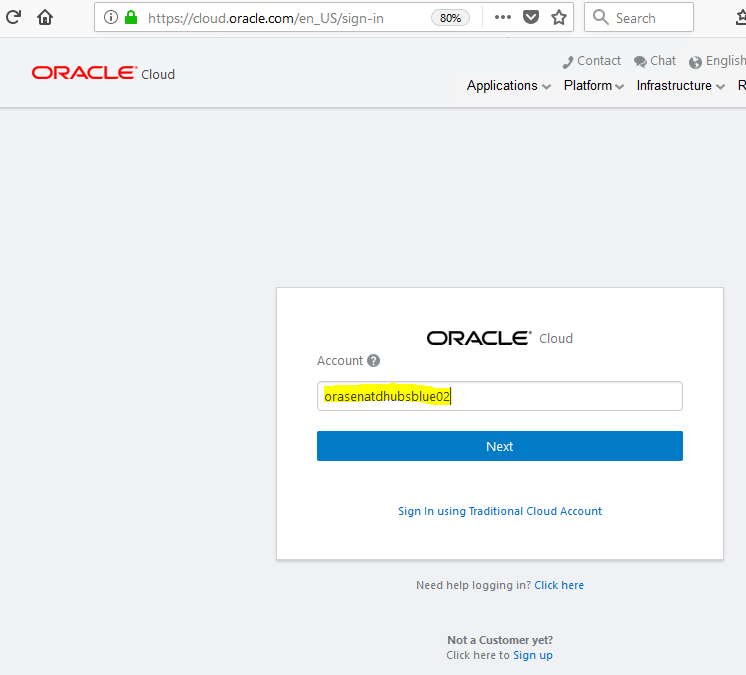 https://cloud.oracle.com/en_US/sign-in 80% Search
Contact Chat English
ORACLE Cloud
Applications Platform Infrastructure R
ORACLE Cloud
Account
orasenatdhubsblue02
Next
Sign In using Traditional Cloud Account
Need help logging in? Click here
Not a Customer yet?
Click here to Sign up